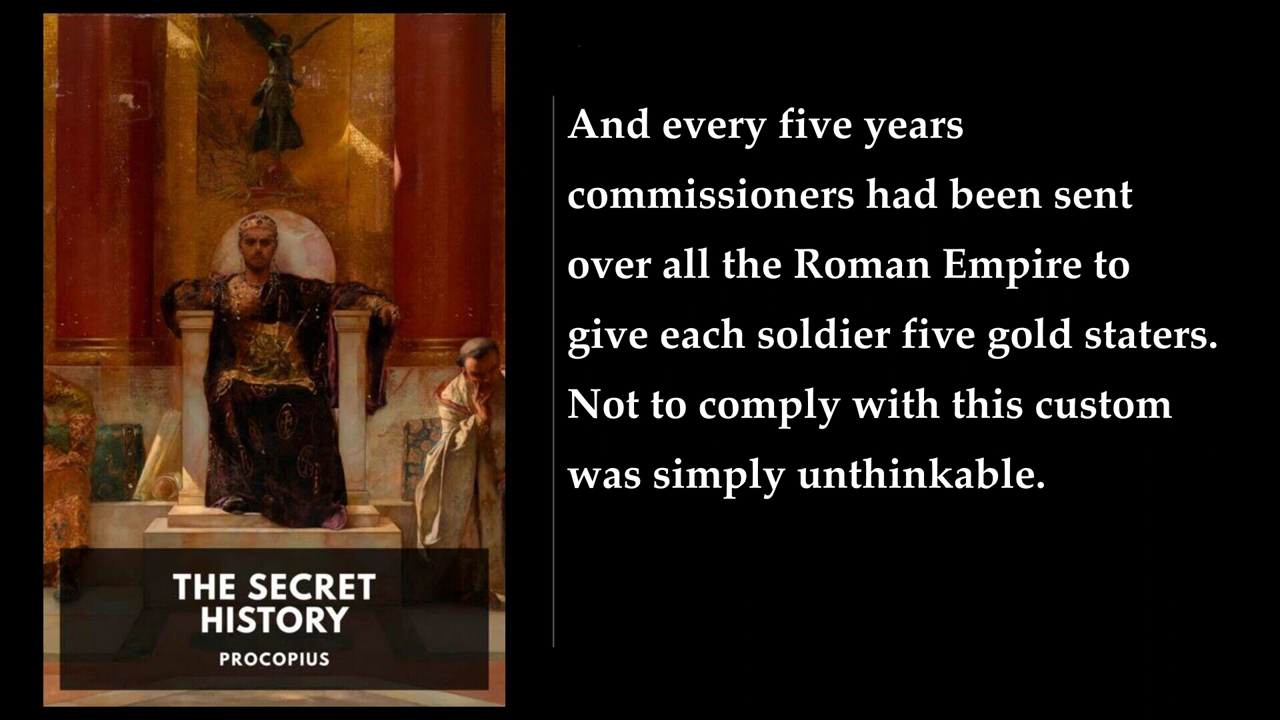 THE SECRET
HISTORY
PROCOPIUS
And every five years
commissioners had been sent
over all the Roman Empire to
give each soldier five gold staters.
Not to comply with this custom
was simply unthinkable.